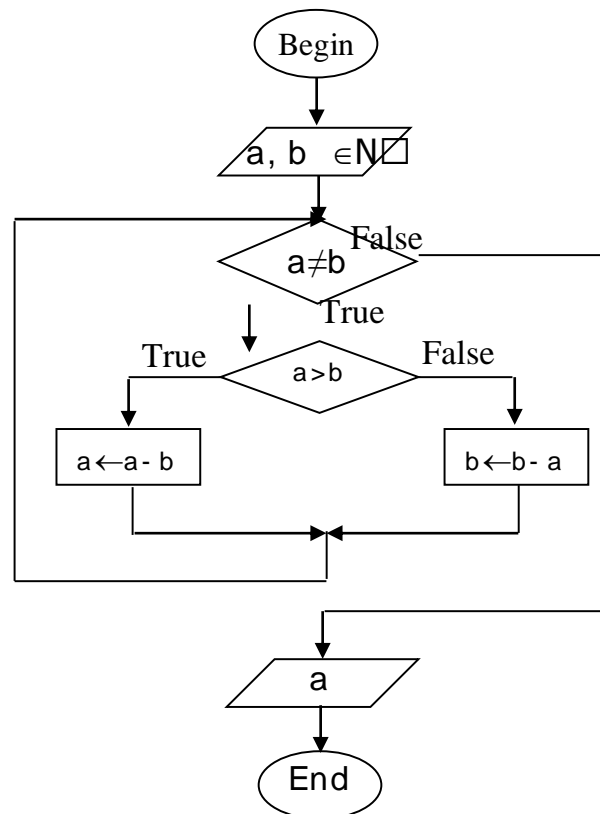 Begin
a, b ∈N□
False
a≠b
True
True
a>b
False
a←a- b
b←b- a
a
End